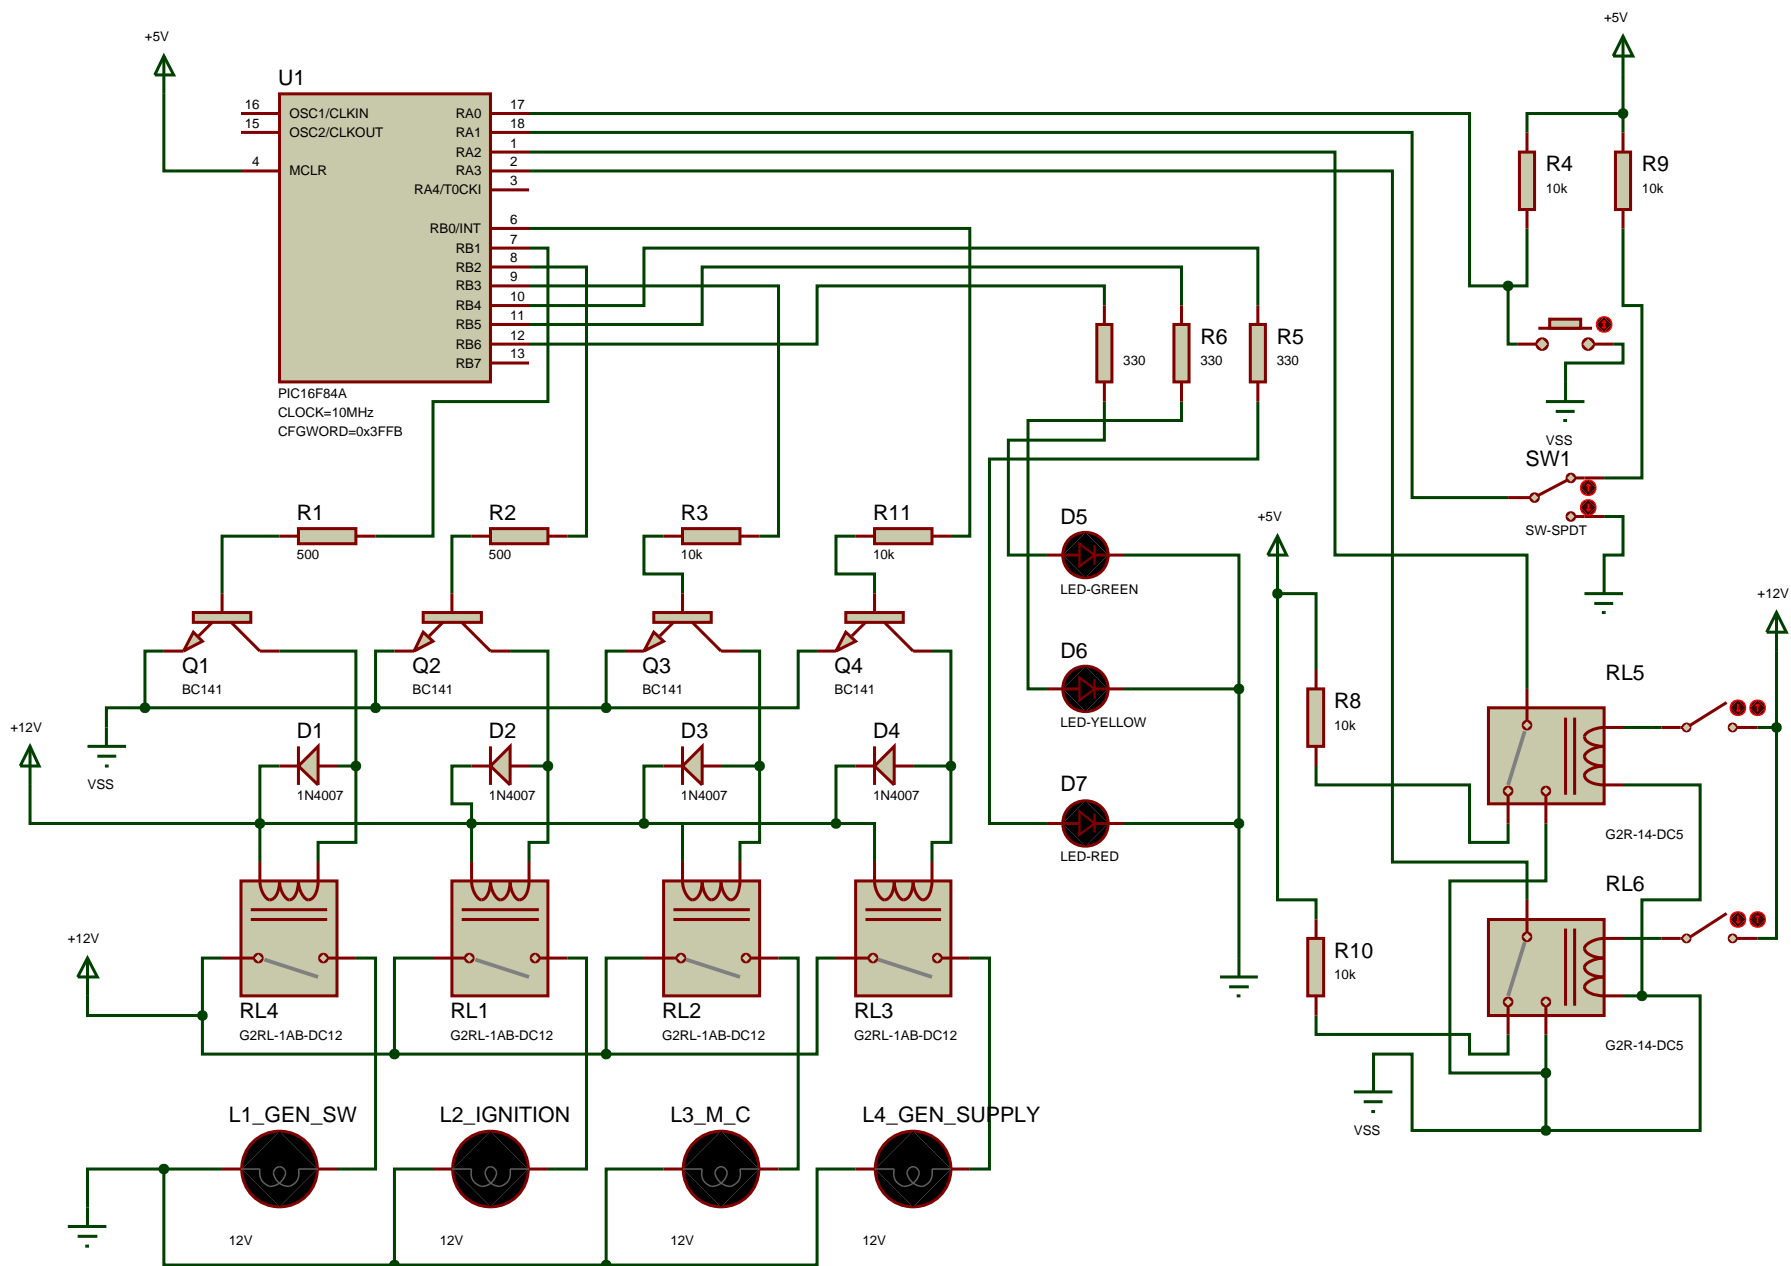 +5V
+5V
U1
16 OSC1/CLKIN RA0 17
15 OSC2/CLKOUT RA1 18
RA2 1
4 MCLR RA3 2
RA4/T0CKI 3
RB0/INT 6
RB1 7
RB2 8
RB3 9
RB4 10
RB5 11
RB6 12
RB7 13
PIC16F84A
CLOCK=10MHz
CFGWORD=0x3FFB
R4
10k
R9
10k
330
R6
330
R5
330
VSS
SW1
SW-SPDT
R1
500
R2
500
R3
10k
R11
10k
D5
LED-GREEN
+5V
+12V
Q1
BC141
Q2
BC141
Q3
BC141
Q4
BC141
D6
LED-YELLOW
RL5
R8
10k
+12V
VSS
D1
1N4007
D2
1N4007
D3
1N4007
D4
1N4007
D7
LED-RED
G2R-14-DC5
RL6
+12V
R10
10k
RL4
G2RL-1AB-DC12
RL1
G2RL-1AB-DC12
RL2
G2RL-1AB-DC12
RL3
G2RL-1AB-DC12
G2R-14-DC5
VSS
L1_GEN_SW
L2_IGNITION
L3_M_C
L4_GEN_SUPPLY
12V
12V
12V
12V